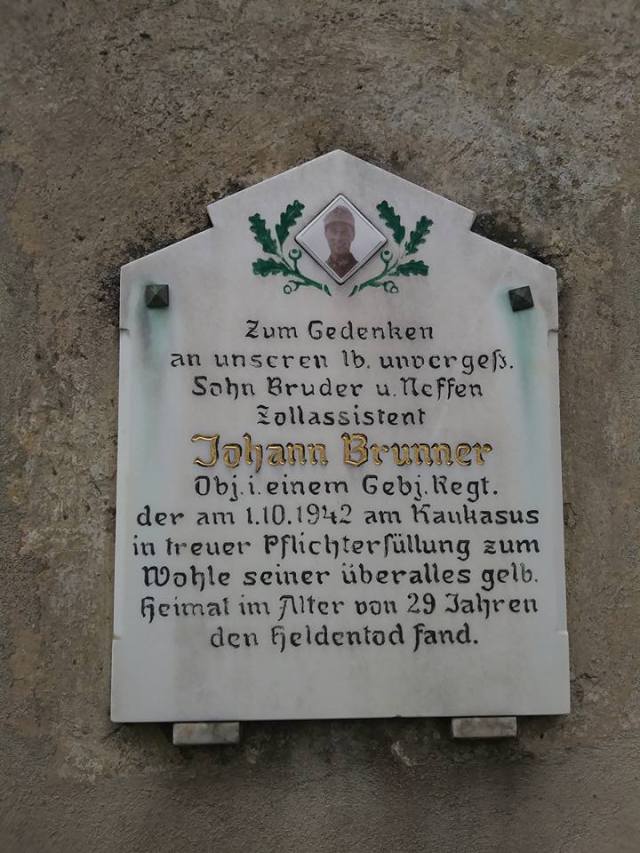 Zum Gedenken
an unseren lb. unvergeß.
Sohn Bruder u. Neffen
Zollassistent
Johann Brunner
Obj. i. einem Gebj. Regt.
der am 1.10.1942 am Kaukasus
in treuer Pflichterfüllung zum
Wohle seiner überalles gelb.
Heimat im Alter von 29 Jahren
den Heldentod fand.